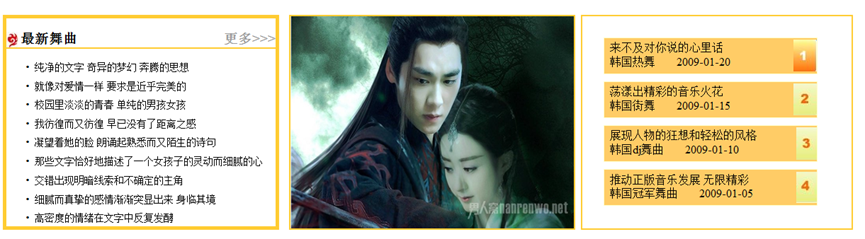 最新舞曲 更多>>>
纯净的文字 奇异的梦幻 奔腾的思想
就像对爱情一样 要求是近乎完美的
校园里淡淡的青春 单纯的男孩女孩
我彷徨而又彷徨 早已没有了距离之感
凝望着她的脸 朗诵起熟悉而又陌生的诗句
那些文字恰好地描述了一个女孩子的灵动而细腻的心
交错出现明暗线索和不确定的主角
细腻而真挚的感情渐渐突显出来 身临其境
高密度的情绪在文字中反复发酵
男人窝nanrenwo.net
来不及对你说的心里话
韩国热舞 2009-01-20
1
荡漾出精彩的音乐火花
韩国街舞 2009-01-15
2
展现人物的狂想和轻松的风格
韩国dj舞曲 2009-01-10
3
推动正版音乐发展 无限精彩
韩国冠军舞曲 2009-01-05
4